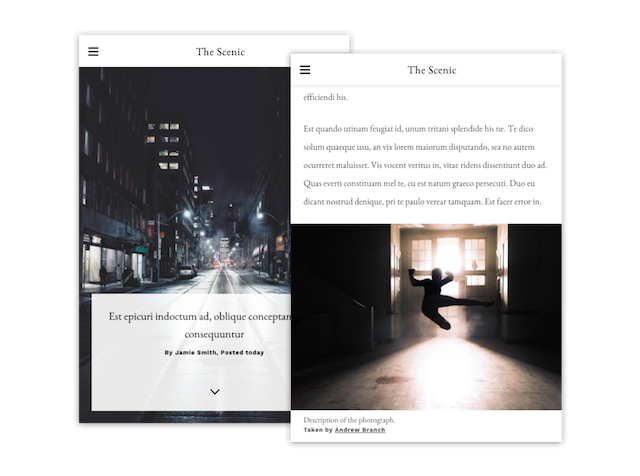 The Scenic
Est epicuri indoctum ad, oblique conceptam
consequuntur
By Jamie Smith, Posted today
The Scenic
efficiendi his.
Est quando utinam feugiat id, unum tritani splendide his ne. Te dico
solum quaeque usu, an vix lorem maiorum disputando, sea no autem
ocurreret maluisset. Vis vocent veritus in, vitae ridens dissentiunt duo ad.
Quas everti constituam mel te, cu est natum graeco persecuti. Duo eu
dicant nostrud denique, pri te paulo verear tamquam. Est facer error in.
Description of the photograph.
Taken by Andrew Branch